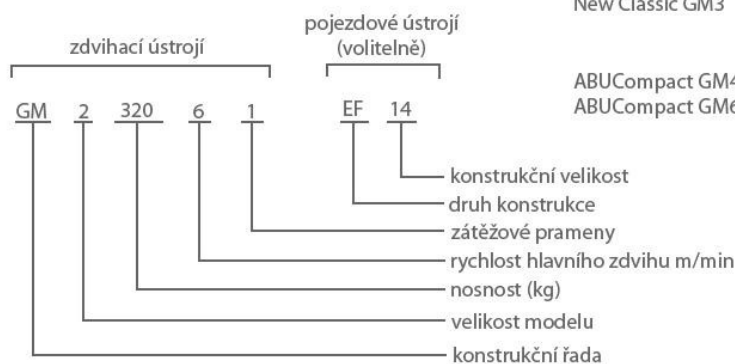 New Classic GM3
pojezdové ústrojí
(volitelně)
zdvihací ústrojí
ABUCompact GM4
ABUCompact GM6
GM 2 320 6 1 EF 14
konstrukční velikost
druh konstrukce
zátěžové prameny
rychlost hlavního zdvihu m/min
nosnost (kg)
velikost modelu
konstrukční řada